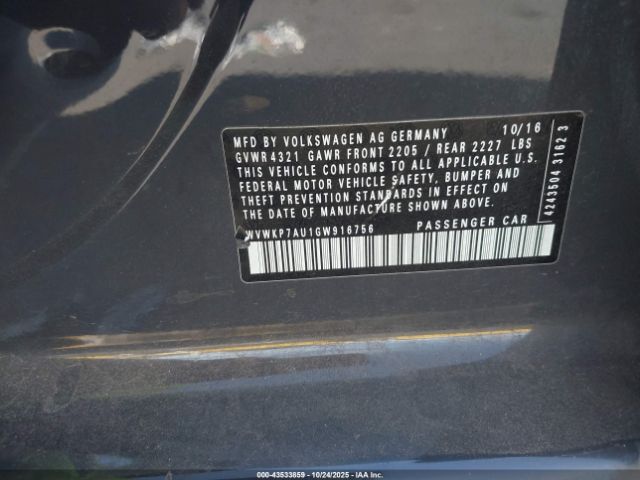 MFD BY VOLKSWAGEN AG GERMANY 10/16
GVWR 4321 GAWR FRONT 2205 / REAR 2227 LBS
THIS VEHICLE CONFORMS TO ALL APPLICABLE U.S.
FEDERAL MOTOR VEHICLE SAFETY, BUMPER AND
THEFT PREVENTION STANDARDS IN EFFECT ON
THE DATE OF MANUFACTURE SHOWN ABOVE.
WVWKP7AU1GW916756 PASSENGER CAR
4243504 3162 3
000-43533859 - 10/24/2025 - IAA Inc.